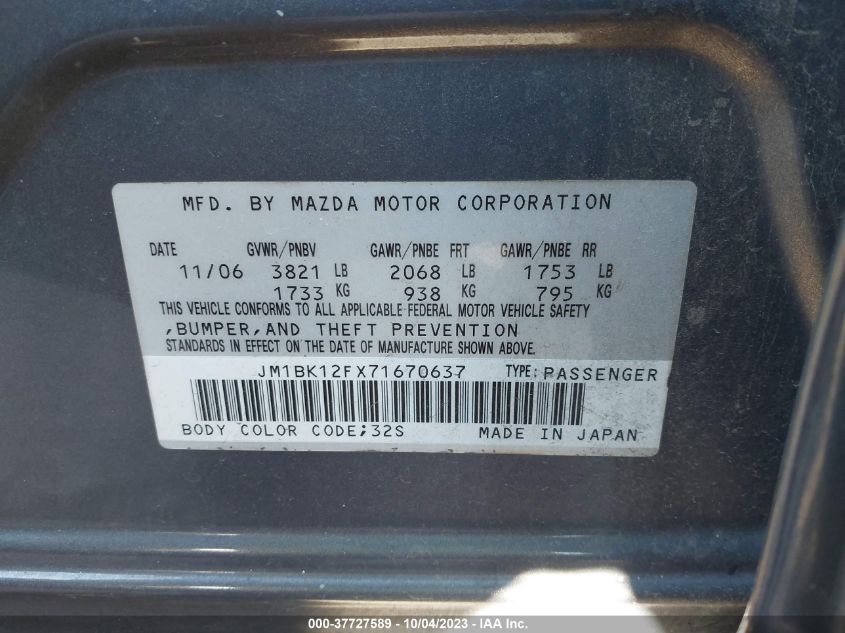 MFD. BY MAZDA MOTOR CORPORATION
DATE GVWR/PNBV GAWR/PNBE FRT GAWR/PNBE RR
11/06 3821 LB 2068 LB 1753 LB
1733 KG 938 KG 795 KG
THIS VEHICLE CONFORMS TO ALL APPLICABLE FEDERAL MOTOR VEHICLE SAFETY
,BUMPER,AND THEFT PREVENTION
STANDARDS IN EFFECT ON THE DATE OF MANUFACTURE SHOWN ABOVE.
JM1BK12FX71670637 TYPE: PASSENGER
BODY COLOR CODE;32S MADE IN JAPAN
000-37727589 - 10/04/2023 - IAA Inc.